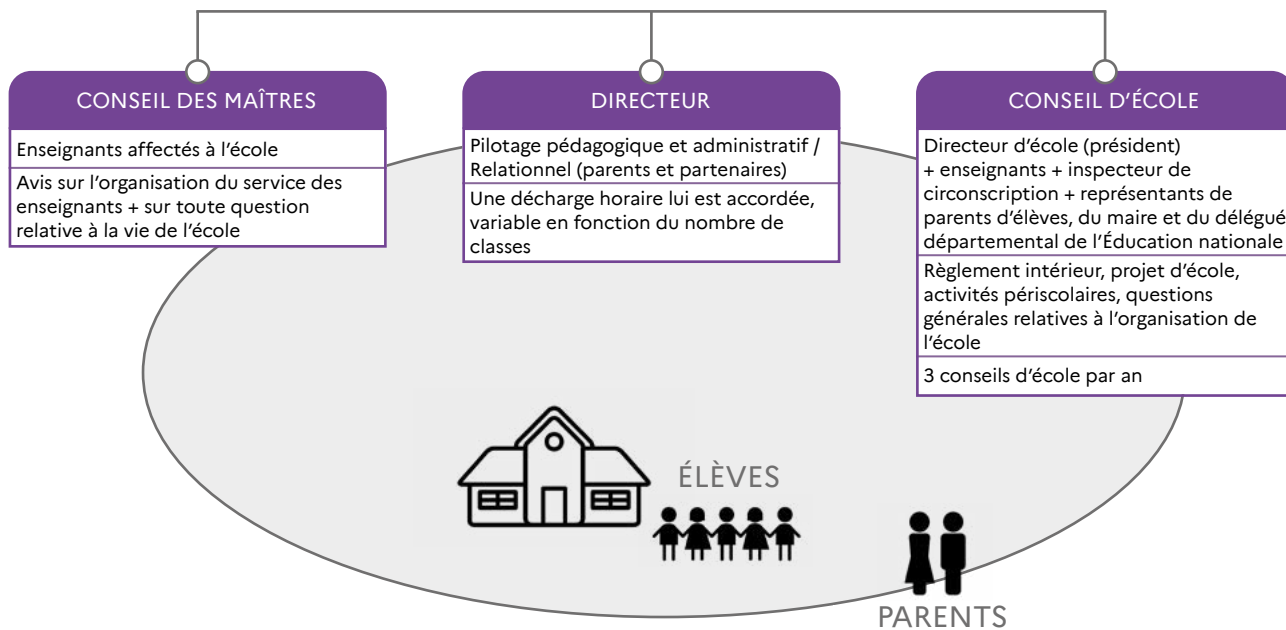 CONSEIL DES MAÎTRES
Enseignants affectés à l'école
Avis sur l'organisation du service des
enseignants + sur toute question
relative à la vie de l'école
DIRECTEUR
Pilotage pédagogique et administratif /
Relationnel (parents et partenaires)
Une décharge horaire lui est accordée,
variable en fonction du nombre de
classes
CONSEIL D'ÉCOLE
Directeur d'école (président)
+ enseignants + inspecteur de
circonscription + représentants de
parents d'élèves, du maire et du délégué
départemental de l'Éducation nationale
Règlement intérieur, projet d'école,
activités périscolaires, questions
générales relatives à l'organisation de
l'école
3 conseils d'école par an
ÉLÈVES
PARENTS